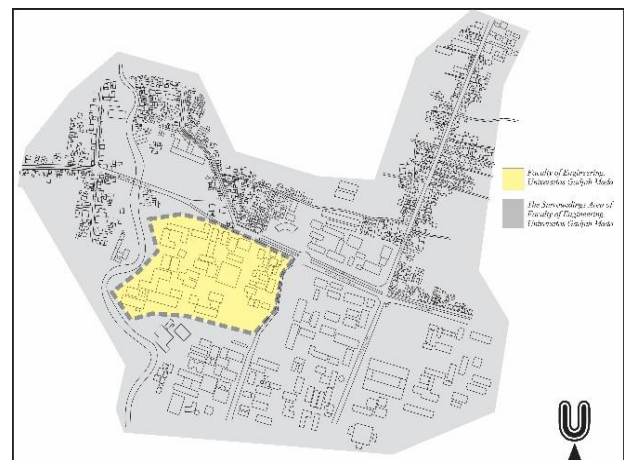 Faculty of Engineering,
Universitas Gadjah Mada
The Surroundings Area of
Faculty of Engineering,
Universitas Gadjah Mada
U